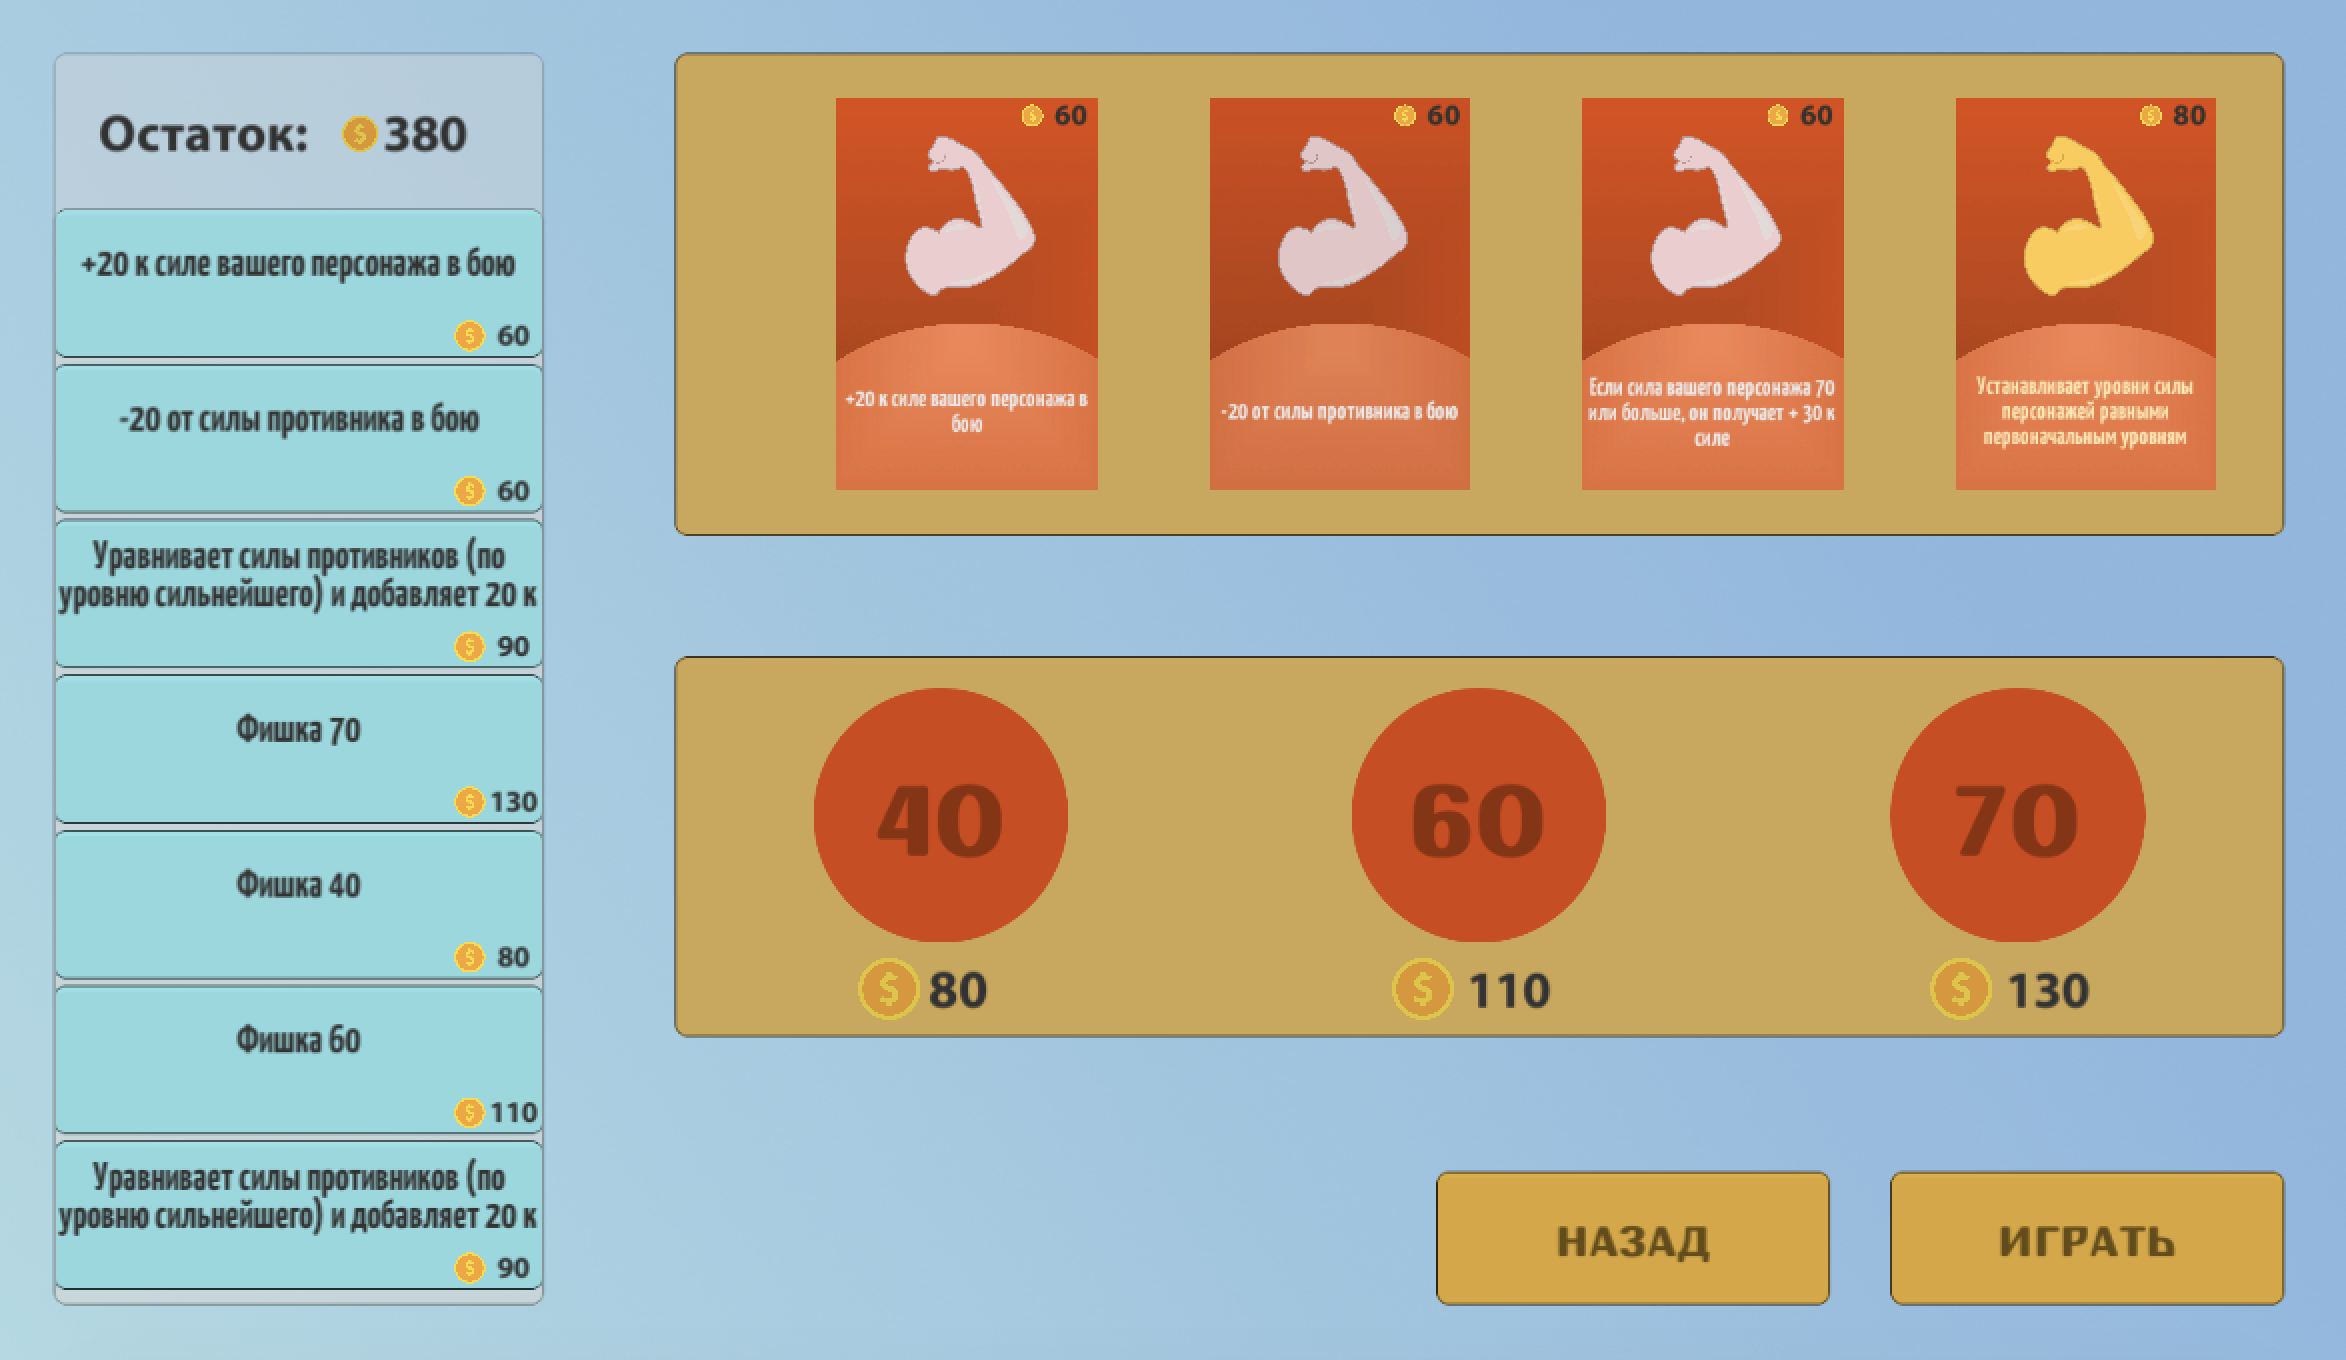 Остаток: 380
+20 к силе вашего персонажа в бою
60
-20 от силы противника в бою
60
Уравнивает силы противников (по
уровню сильнейшего) и добавляет 20 к
90
Фишка 70
130
Фишка 40
80
Фишка 60
110
Уравнивает силы противников (по
уровню сильнейшего) и добавляет 20 к
90
60
+20 к силе вашего персонажа в
бою
60
-20 от силы противника в бою
60
Если сила вашего персонажа 70
или больше, он получает + 30 к
силе
80
Устанавливает уровни силы
персонажей равными
первоначальным уровням
40
80
60
110
70
130
НАЗАД
ИГРАТЬ